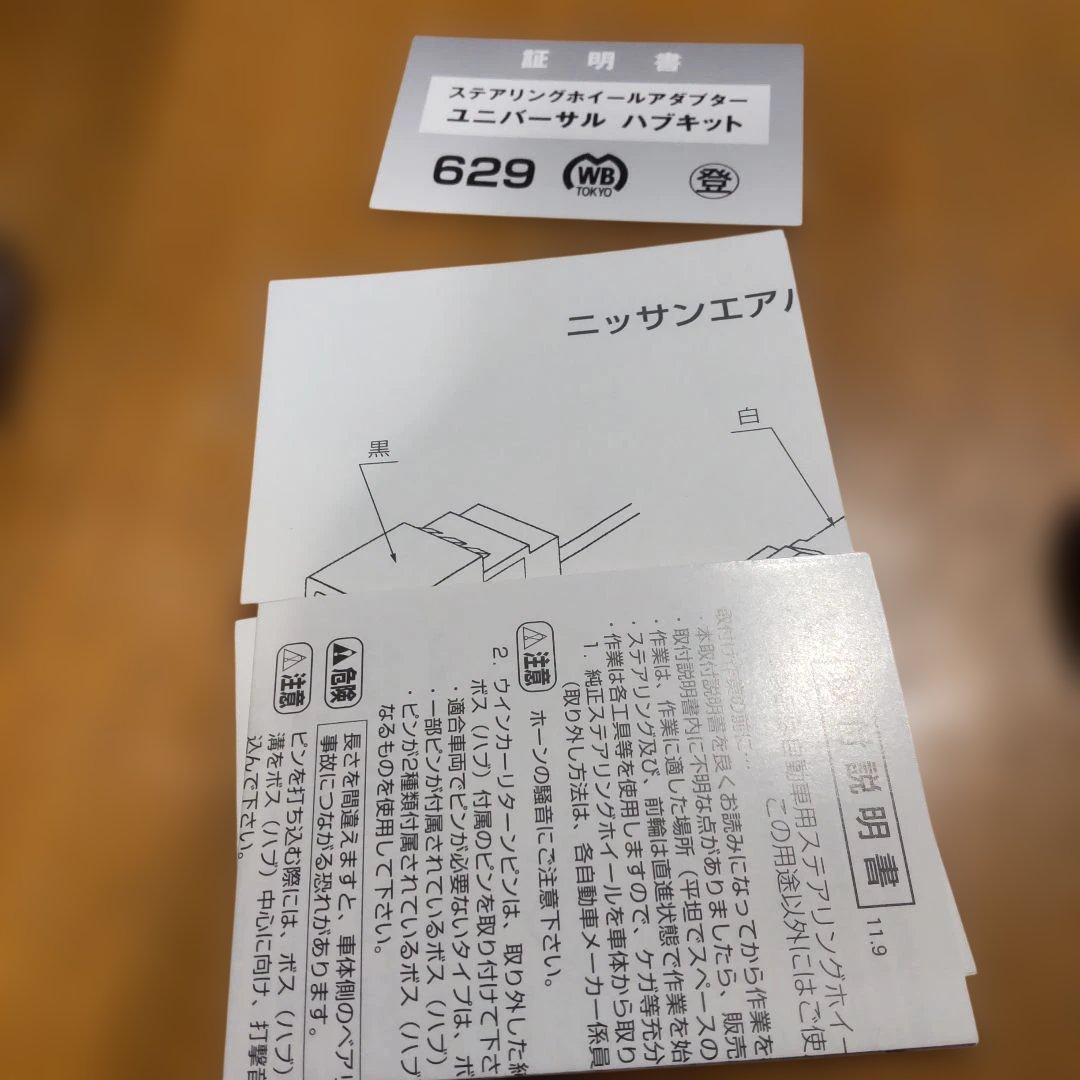 証明書
ステアリングホイールアダプター
ユニバーサル ハブキット
629
WB
TOKYO
登
ニッサンエア
黒
白
付説明書
11.9
自動車用ステアリングホイー
この用途以外にはご使
・本取付説明書を良くお読みになってから作業を
・取付説明書内に不明な点がありましたら、販売
・作業は、作業に適した場所（平坦でスペースの
・ステアリング及び、前輪は直進状態で作業を始
・作業は各工具等を使用しますので、ケガ等充分
1. 純正ステアリングホイールを車体から取り
（取り外し方法は、各自動車メーカー係員
注意
ホーンの騒音にご注意下さい。
2. ウインカーリターンピンは、取り外した純
ボス（ハブ）付属のピンを取り付けて下さ
・適合車両でピンが必要ないタイプは、ボ
・一部ピンが付属されているボス（ハブ）
・ピンが2種類付属されているボス（ハブ
なるものを使用して下さい。
危険
長さを間違えますと、車体側のベアリ
事故につながる恐れがあります。
注意
ピンを打ち込む際には、ボス（ハブ）
溝をボス（ハブ）中心に向け、打撃音
込んで下さい。